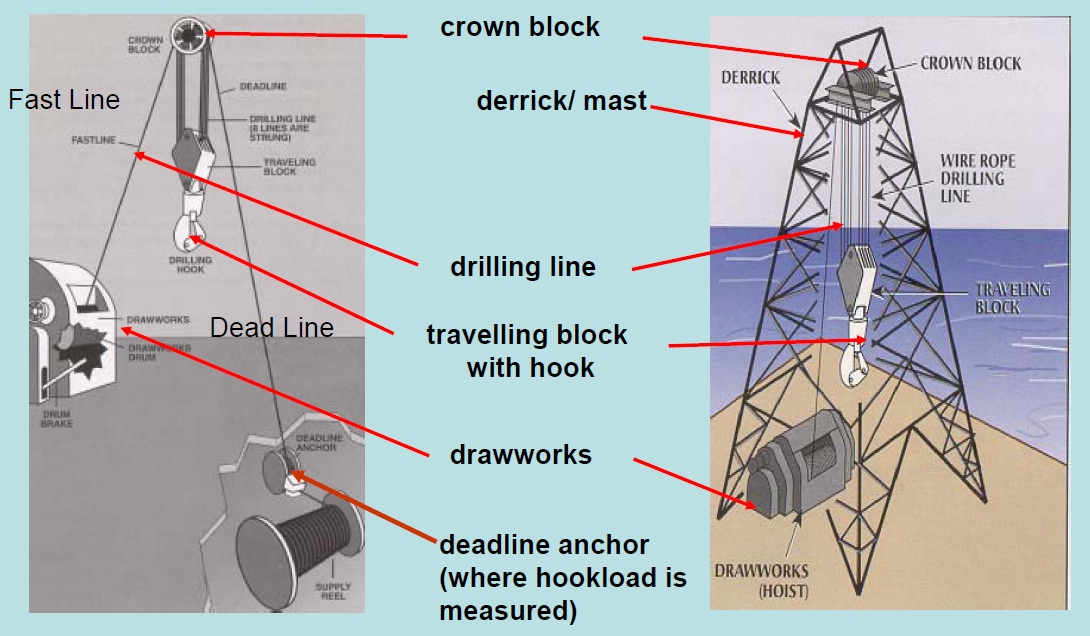 crown block
derrick/ mast
drilling line
travelling block
with hook
drawworks
deadline anchor
(where hookload is
measured)
Fast Line
Dead Line
CROWN
BLOCK
DEADLINE
DRILLING LINE
(8 LINES ARE
STRUNG)
FASTLINE
TRAVELING
BLOCK
DRILLING
HOOK
DRAWWORKS
DRAWWORKS
DRUM
DRUM
BRAKE
DEADLINE
ANCHOR
SUPPLY
REEL
DERRICK
CROWN BLOCK
WIRE ROPE
DRILLING
LINE
TRAVELING
BLOCK
DRAWWORKS
(HOIST)